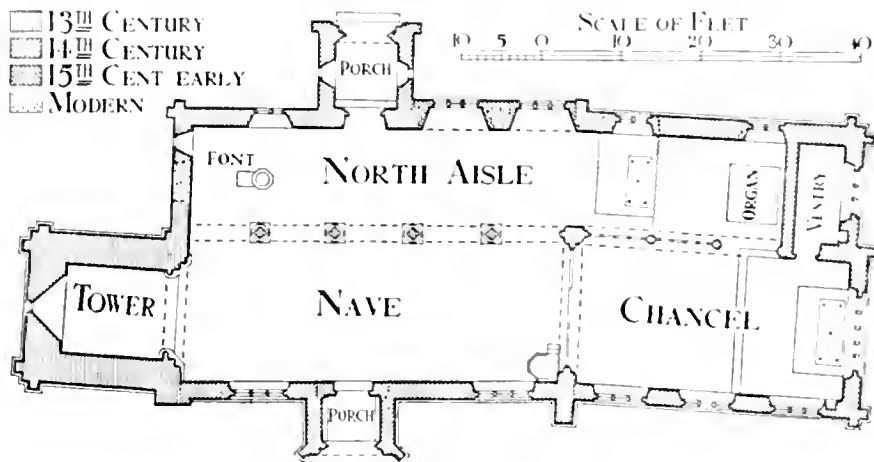 13TH CENTURY
14TH CENTURY
15TH CENT EARLY
MODERN
SCALE OF FEET
10 5 0 10 20 30 40
PORCH
FONT
NORTH AISLE
ORGAN
VESTRY
TOWER
NAVE
CHANCEL
PORCH